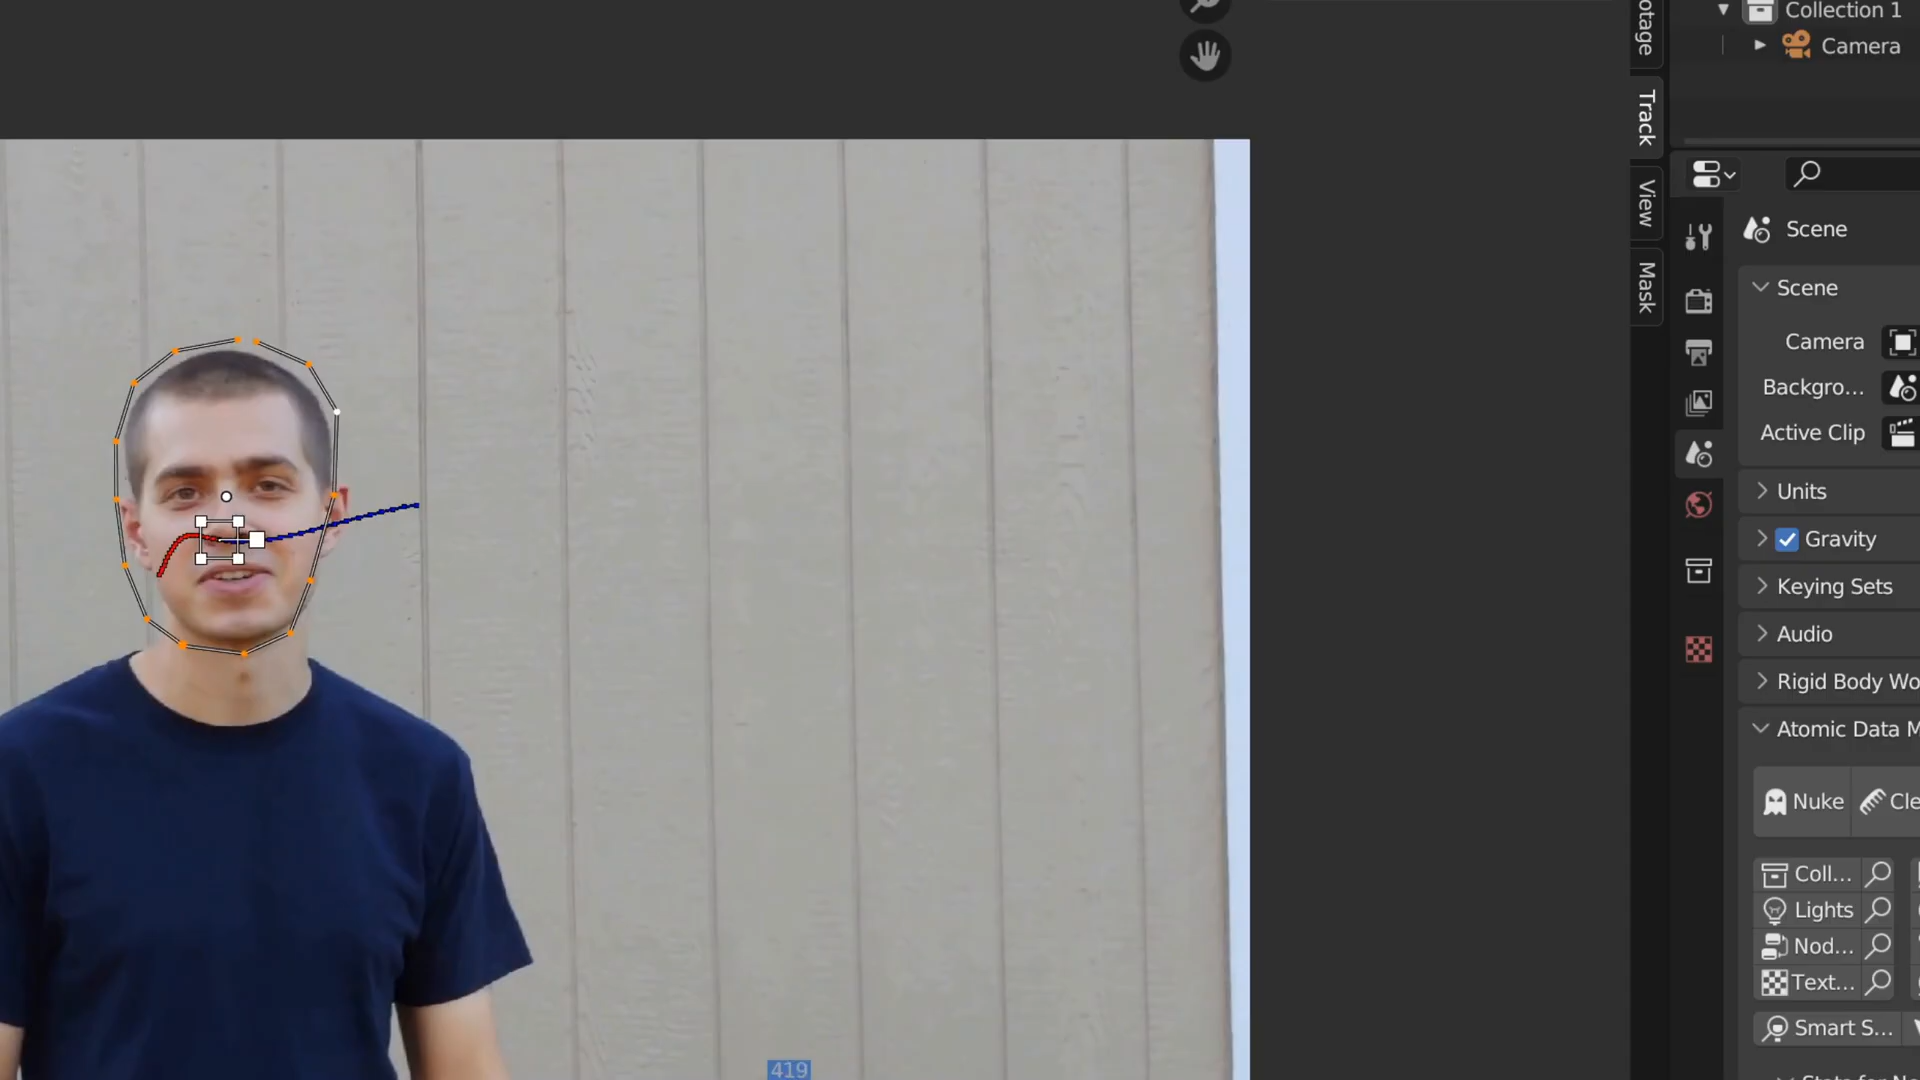 otage
Track
View
Mask
Collection 1
Camera
Scene
Scene
Camera
Backgro...
Active Clip
Units
Gravity
Keying Sets
Audio
Rigid Body Wo
Atomic Data M
Nuke
Cle
Coll...
Lights
Nod...
Text...
Smart S...
419